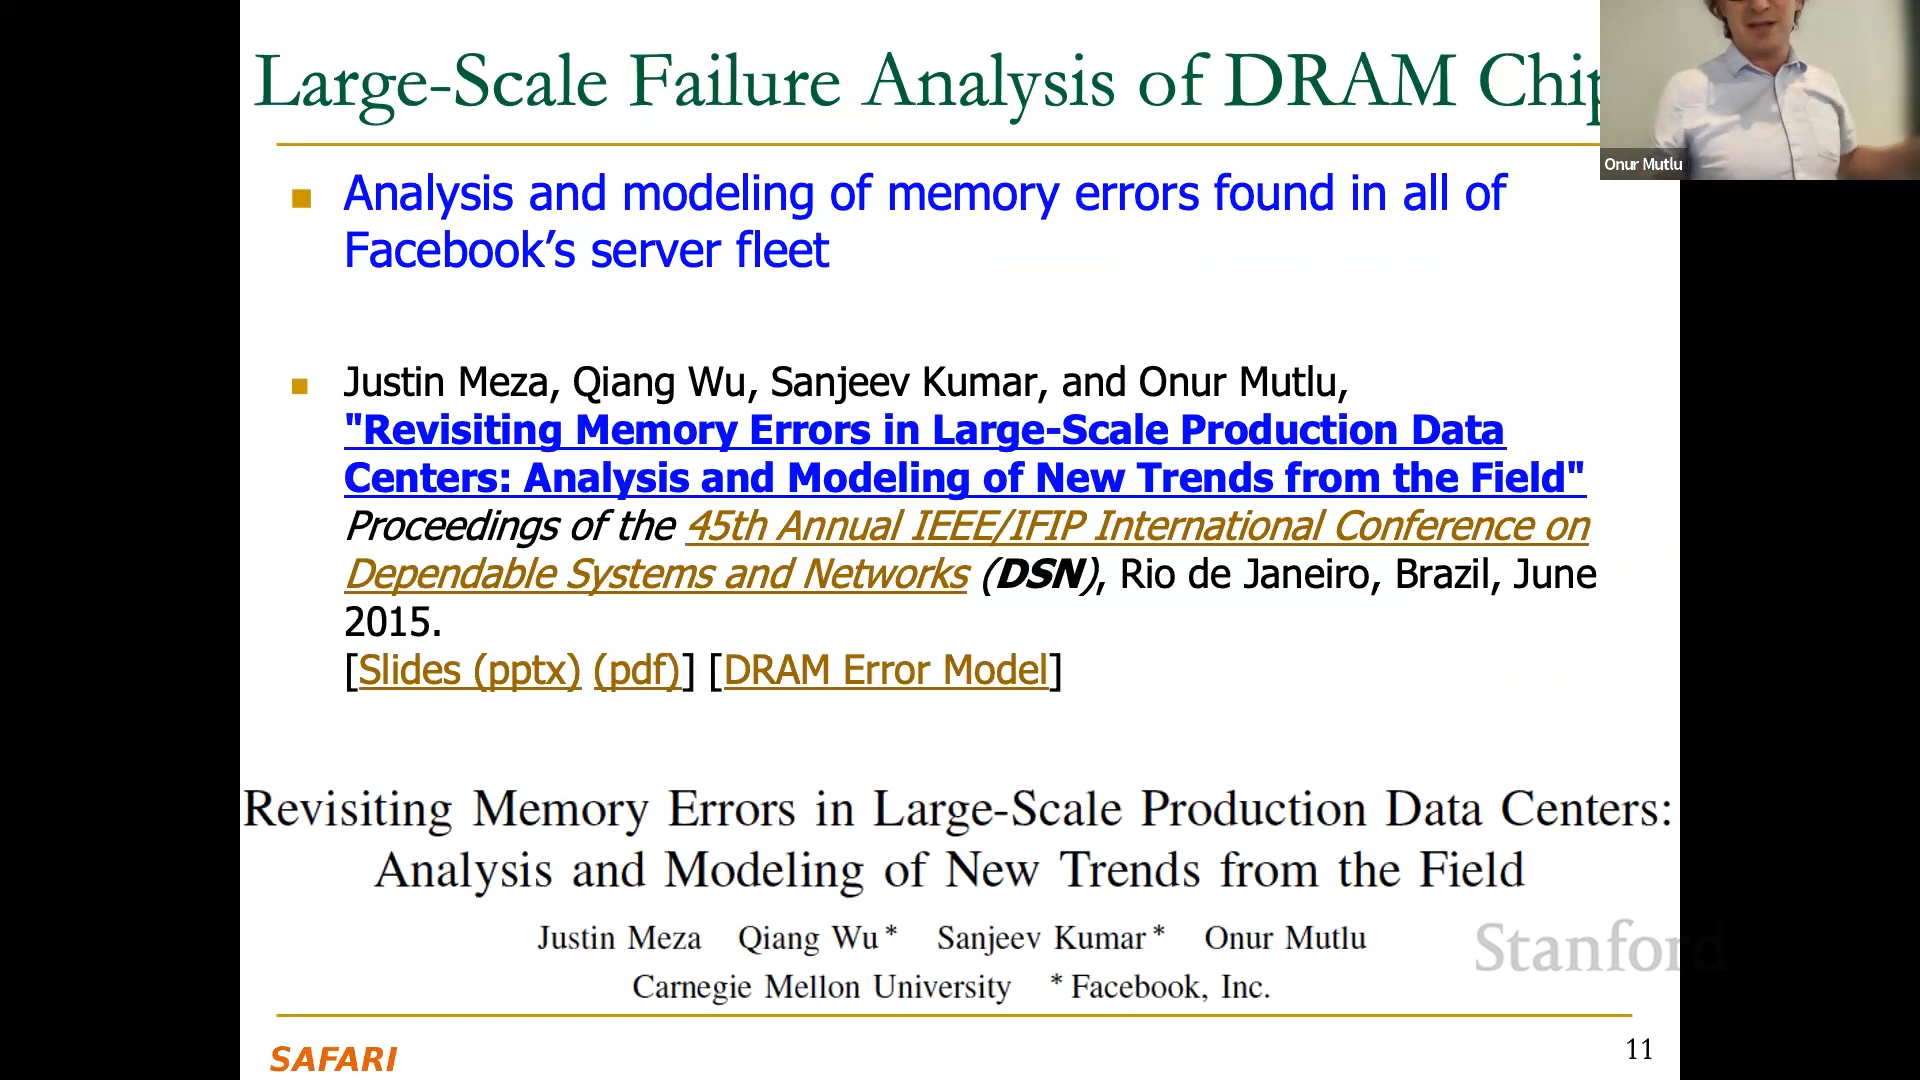 Large-Scale Failure Analysis of DRAM Chip
Onur Mutlu
Analysis and modeling of memory errors found in all of
Facebook’s server fleet
Justin Meza, Qiang Wu, Sanjeev Kumar, and Onur Mutlu,
"Revisiting Memory Errors in Large-Scale Production Data
Centers: Analysis and Modeling of New Trends from the Field"
Proceedings of the 45th Annual IEEE/IFIP International Conference on
Dependable Systems and Networks (DSN), Rio de Janeiro, Brazil, June
2015.
[Slides (pptx) (pdf)] [DRAM Error Model]
Revisiting Memory Errors in Large-Scale Production Data Centers:
Analysis and Modeling of New Trends from the Field
Justin Meza Qiang Wu* Sanjeev Kumar* Onur Mutlu
Carnegie Mellon University *Facebook, Inc.
Stanford
SAFARI
11